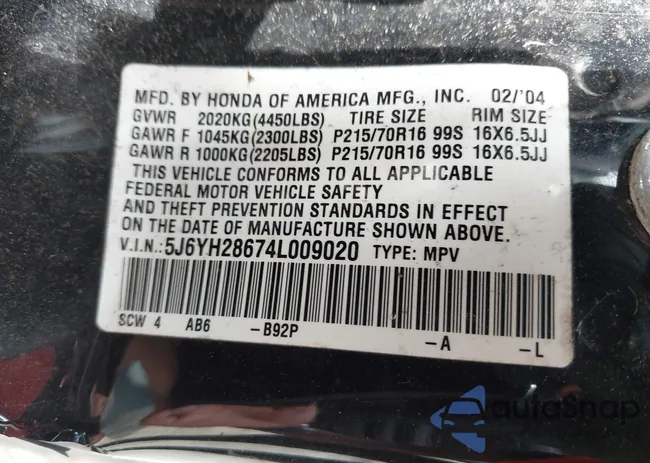 MFD. BY HONDA OF AMERICA MFG., INC. 02/'04
GVWR 2020KG(4450LBS) TIRE SIZE RIM SIZE
GAWR F 1045KG(2300LBS) P215/70R16 99S 16X6.5JJ
GAWR R 1000KG(2205LBS) P215/70R16 99S 16X6.5JJ
THIS VEHICLE CONFORMS TO ALL APPLICABLE
FEDERAL MOTOR VEHICLE SAFETY
AND THEFT PREVENTION STANDARDS IN EFFECT
ON THE DATE OF MANUFACTURE SHOWN ABOVE.
V.I.N.:5J6YH28674L009020 TYPE: MPV
SCW 4 AB6 -B92P -A -L
autoSnap